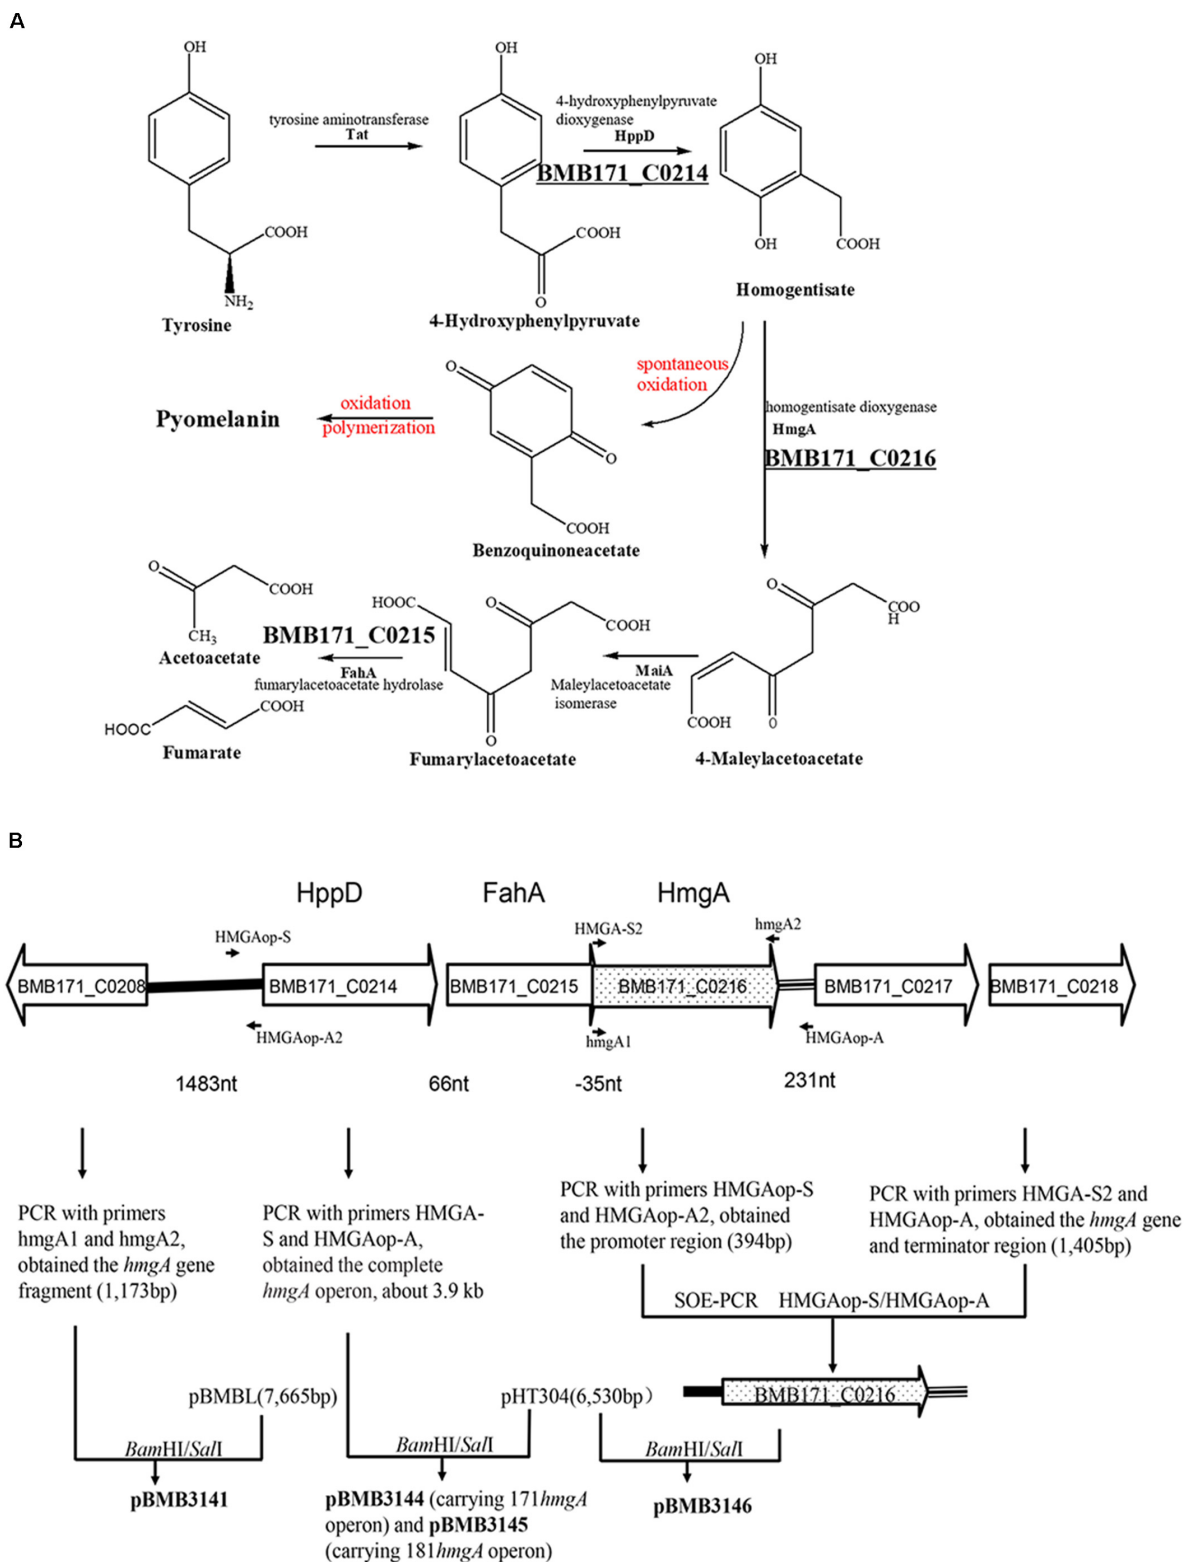 A
OH
OH
OH
tyrosine aminotransferase
Tat
4-hydroxyphenylpyruvate
dioxygenase
HppD
BMB171_C0214
COOH
NH2
Tyrosine
COOH
O
4-Hydroxyphenylpyruvate
OH
COOH
Homogentisate
spontaneous
oxidation
O
O
COOH
Benzoquinoneacetate
oxidation
polymerization
Pyomelanin
homogentisate dioxygenase
HmgA
BMB171_C0216
O
COO
H
COOH
O
4-Maleylacetoacetate
MaiA
Maleylacetoacetate
isomerase
HOOC
O
COOH
O
Fumarylacetoacetate
BMB171_C0215
FahA
fumarylacetoacetate hydrolase
O
COOH
CH3
Acetoacetate
COOH
HOOC
Fumarate
B
HppD FahA HmgA
HMGAop-S HMGA-S2 hmgA2
BMB171_C0208 BMB171_C0214 BMB171_C0215 BMB171_C0216 BMB171_C0217 BMB171_C0218
HMGAop-A2 hmgA1 HMGAop-A
1483nt 66nt -35nt 231nt
PCR with primers
hmgA1 and hmgA2,
obtained the hmgA gene
fragment (1,173bp)
PCR with primers HMGA-
S and HMGAop-A,
obtained the complete
hmgA operon, about 3.9 kb
PCR with primers HMGAop-S
and HMGAop-A2, obtained
the promoter region (394bp)
PCR with primers HMGA-S2 and
HMGAop-A, obtained the hmgA gene
and terminator region (1,405bp)
SOE-PCR HMGAop-S/HMGAop-A
BMB171_C0216
pBMBL(7,665bp)
pHT304(6,530bp)
BamHI/SalI
BamHI/SalI
BamHI/SalI
pBMB3141
pBMB3144 (carrying 171hmgA
operon) and pBMB3145
(carrying 181hmgA operon)
pBMB3146